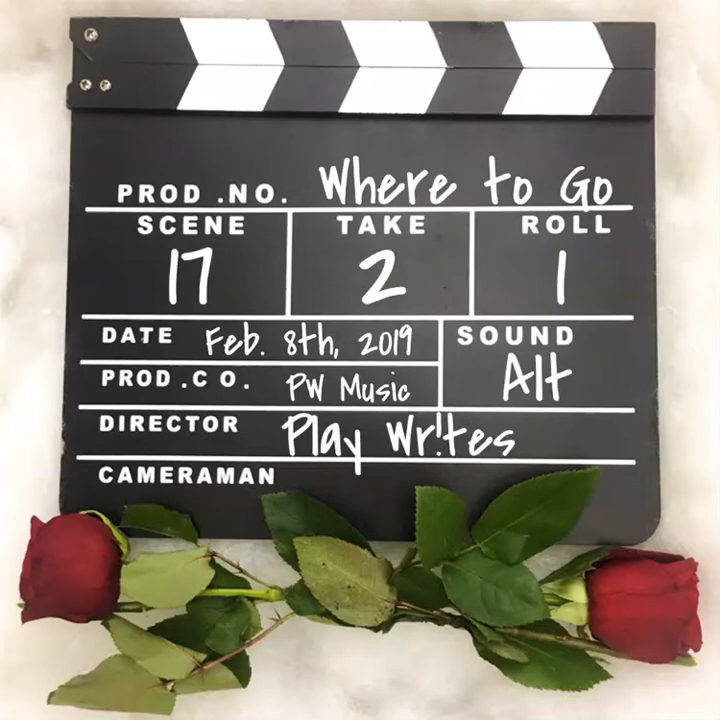 PROD .NO. Where to Go
SCENE TAKE ROLL
17 2 1
DATE Feb. 8th, 2019 SOUND
PROD .C O. PW Music Alt
DIRECTOR Play Wr!tes
CAMERAMAN